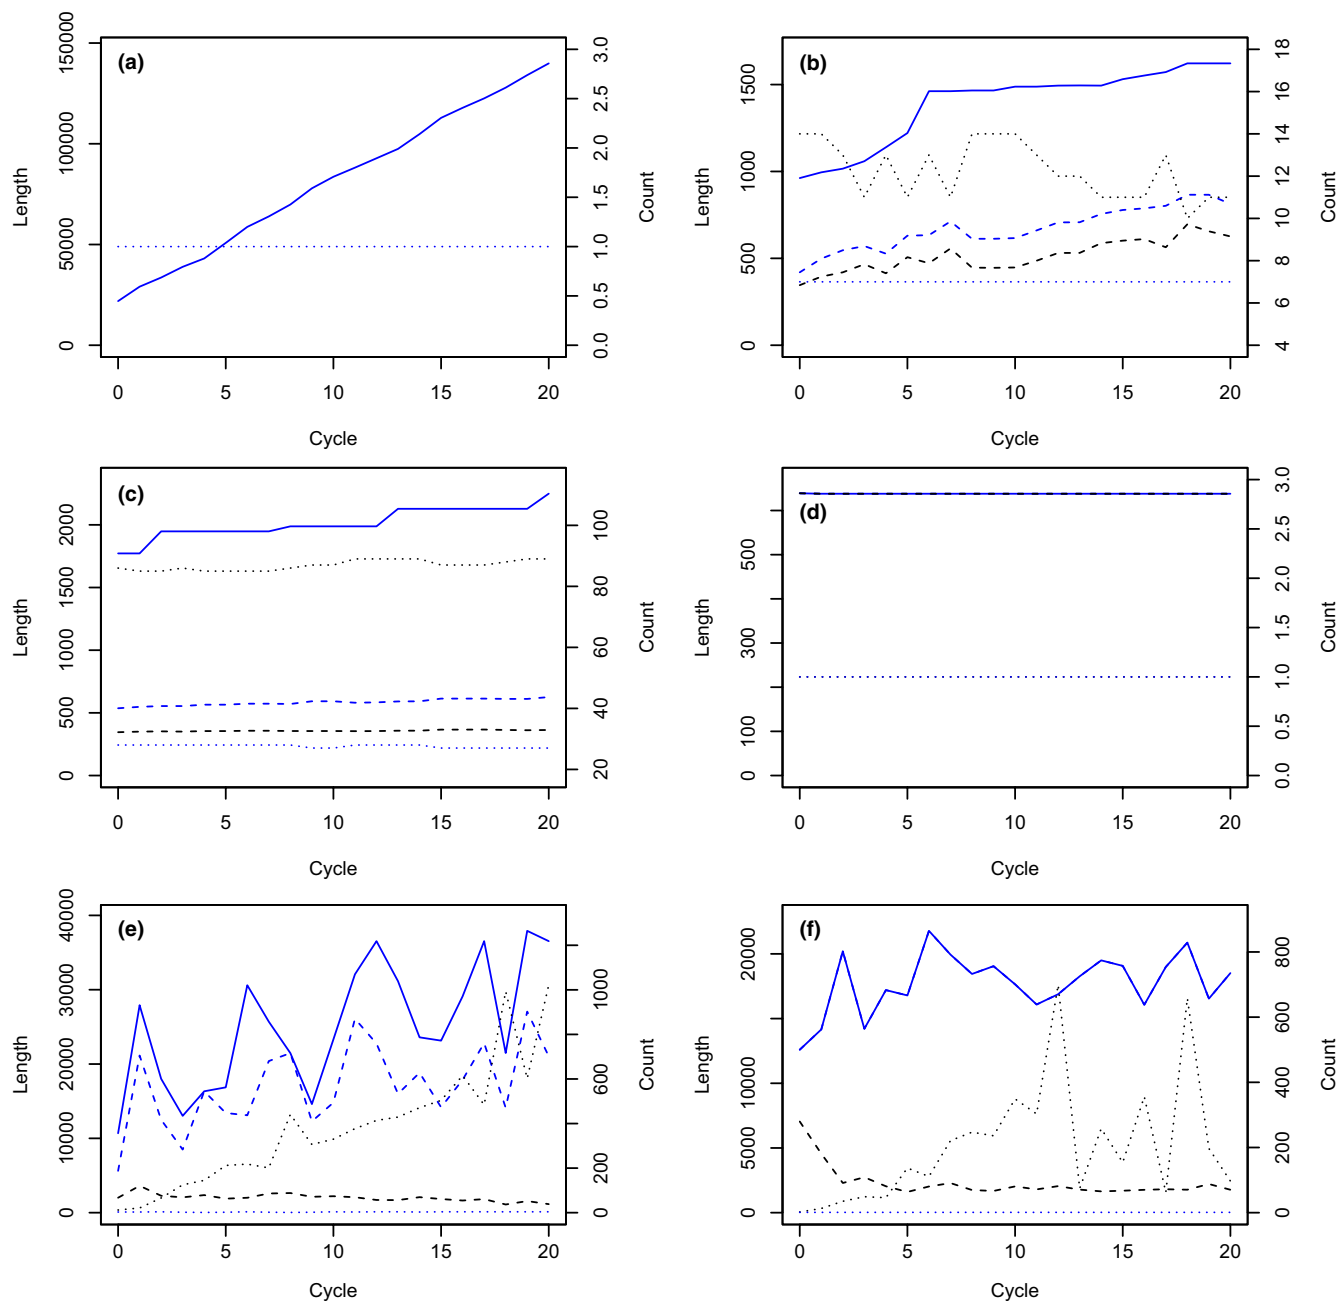 (a)
Length
0
50000
100000
150000
Count
0.0
0.5
1.0
1.5
2.0
2.5
3.0
0 5 10 15 20
Cycle
(b)
Length
0
500
1000
1500
Count
4
6
8
10
12
14
16
18
0 5 10 15 20
Cycle
(c)
Length
0
500
1000
1500
2000
Count
20
40
60
80
100
0 5 10 15 20
Cycle
(d)
Length
0
100
300
500
Count
0.0
0.5
1.0
1.5
2.0
2.5
3.0
0 5 10 15 20
Cycle
(e)
Length
0
10000
20000
30000
40000
Count
0
200
600
1000
0 5 10 15 20
Cycle
(f)
Length
0
5000
10000
20000
Count
0
200
400
600
800
0 5 10 15 20
Cycle